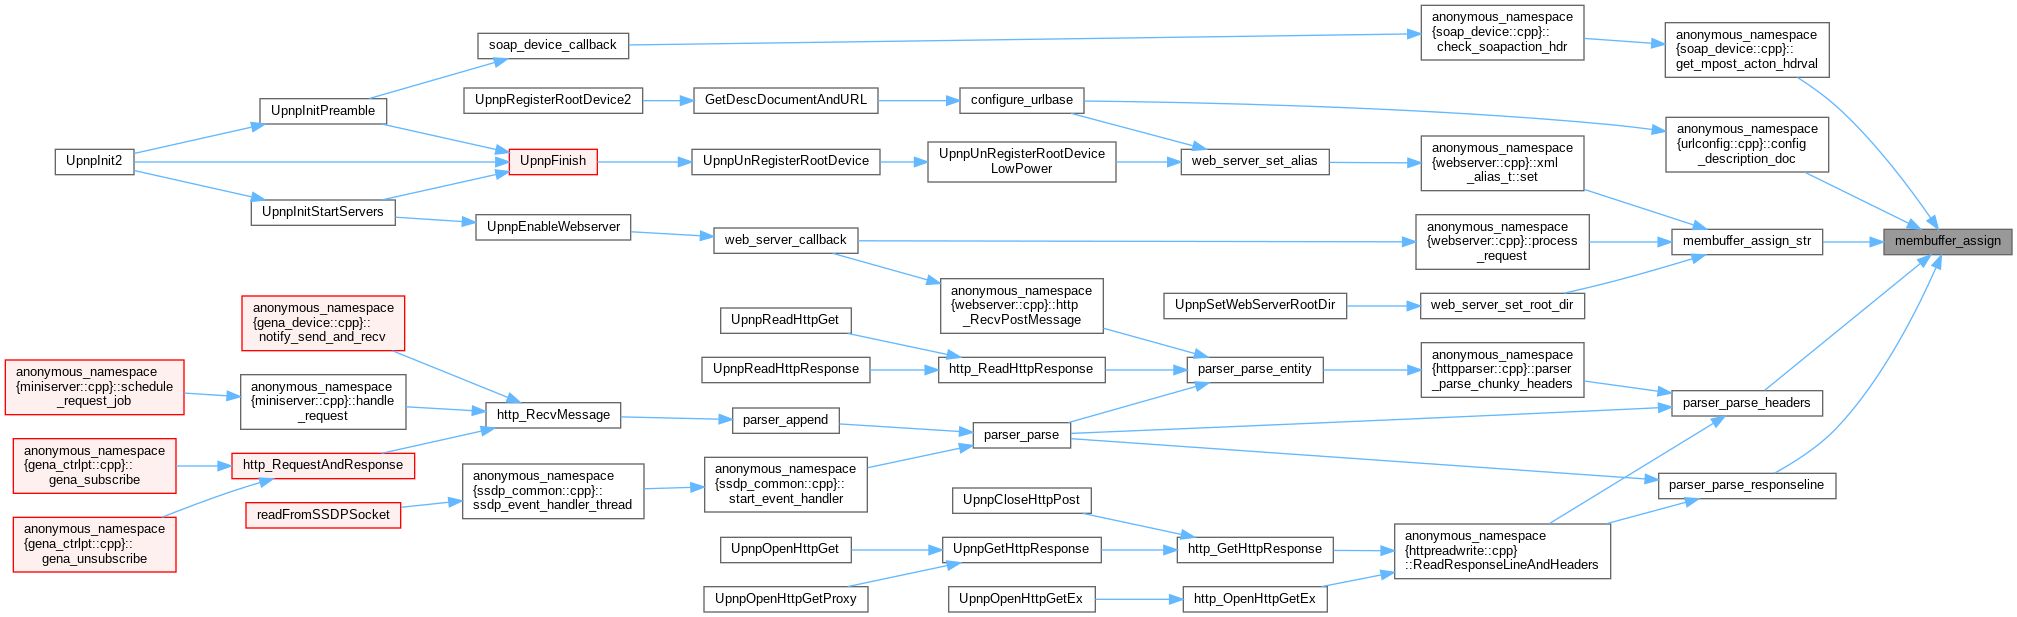 anonymous_namespace
{soap_device::cpp}::
check_soapaction_hdr
anonymous_namespace
{soap_device::cpp}::
get_mpost_acton_hdrval
soap_device_callback
UpnpInitPreamble
UpnpRegisterRootDevice2
GetDescDocumentAndURL
configure_urlbase
anonymous_namespace
{urlconfig::cpp}::config
_description_doc
UpnpInit2
UpnpFinish
UpnpUnRegisterRootDevice
UpnpUnRegisterRootDevice
LowPower
web_server_set_alias
anonymous_namespace
{webserver::cpp}::xml
_alias_t::set
UpnpInitStartServers
UpnpEnableWebserver
web_server_callback
anonymous_namespace
{webserver::cpp}::process
_request
membuffer_assign_str
membuffer_assign
anonymous_namespace
{webserver::cpp}::http
_RecvPostMessage
UpnpSetWebServerRootDir
web_server_set_root_dir
anonymous_namespace
{gena_device::cpp}::
notify_send_and_recv
UpnpReadHttpGet
UpnpReadHttpResponse
http_ReadHttpResponse
parser_parse_entity
anonymous_namespace
{httpparser::cpp}::parser
_parse_chunky_headers
anonymous_namespace
{miniserver::cpp}::schedule
_request_job
anonymous_namespace
{miniserver::cpp}::handle
_request
http_RecvMessage
parser_append
parser_parse
parser_parse_headers
anonymous_namespace
{gena_ctrlpt::cpp}::
gena_subscribe
http_RequestAndResponse
anonymous_namespace
{ssdp_common::cpp}::
ssdp_event_handler_thread
anonymous_namespace
{ssdp_common::cpp}::
start_event_handler
parser_parse_responseline
anonymous_namespace
{gena_ctrlpt::cpp}::
gena_unsubscribe
readFromSSDPSocket
UpnpCloseHttpPost
UpnpOpenHttpGet
UpnpGetHttpResponse
http_GetHttpResponse
anonymous_namespace
{httpreadwrite::cpp}
::ReadResponseLineAndHeaders
UpnpOpenHttpGetProxy
UpnpOpenHttpGetEx
http_OpenHttpGetEx